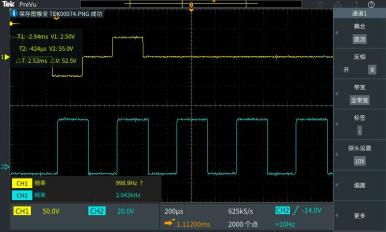 Tek PreVu
保存图像至 TEK00074.PNG 成功
T1: -2.94ms V1: 2.50V
T2: -424μs V2: 55.0V
△T: 2.52ms △V: 52.5V
1
2
CH1 频率 998.9Hz ?
CH2 频率 2.042kHz
CH1 50.0V CH2 20.0V 200μs 625kS/s CH2 -14.0V
1.11200ms 2000 个点 <10Hz
通道1
耦合
直流
反相
开 关
带宽
全带宽
标签
探头设置
10X
偏置
更多